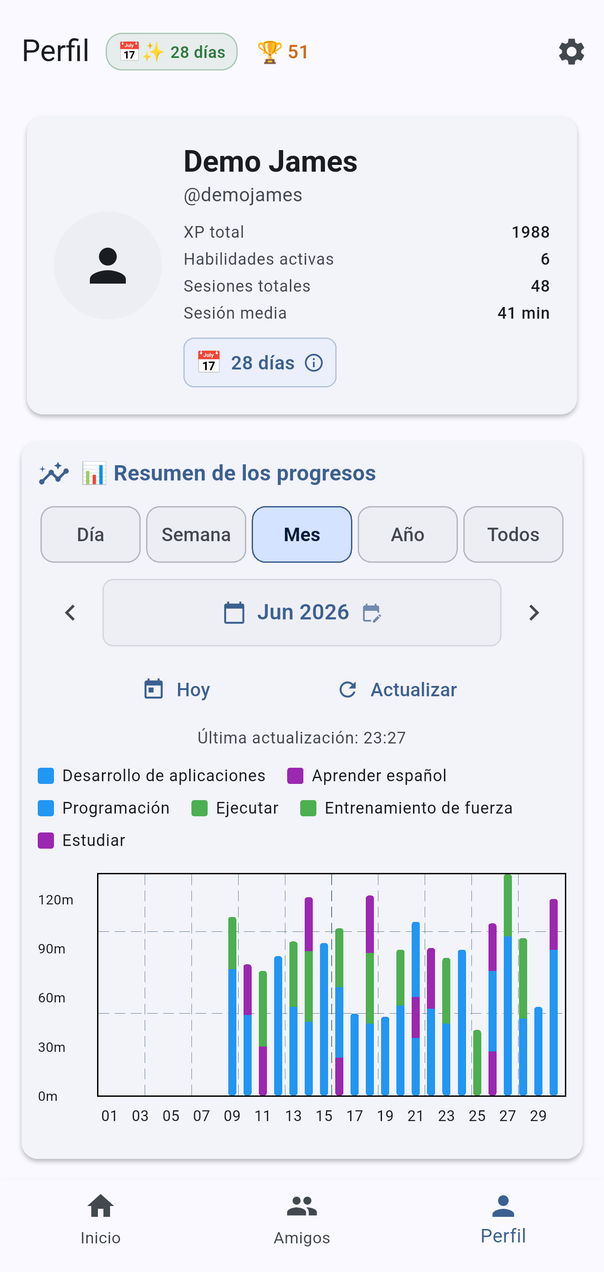 Perfil 28 días 51
Demo James
@demojames
XP total 1988
Habilidades activas 6
Sesiones totales 48
Sesión media 41 min
July 28 días
Resumen de los progresos
Día Semana Mes Año Todos
Jun 2026
Hoy Actualizar
Última actualización: 23:27
Desarrollo de aplicaciones Aprender español
Programación Ejecutar Entrenamiento de fuerza
Estudiar
120m
90m
60m
30m
0m
01 03 05 07 09 11 13 15 17 19 21 23 25 27 29
Inicio Amigos Perfil